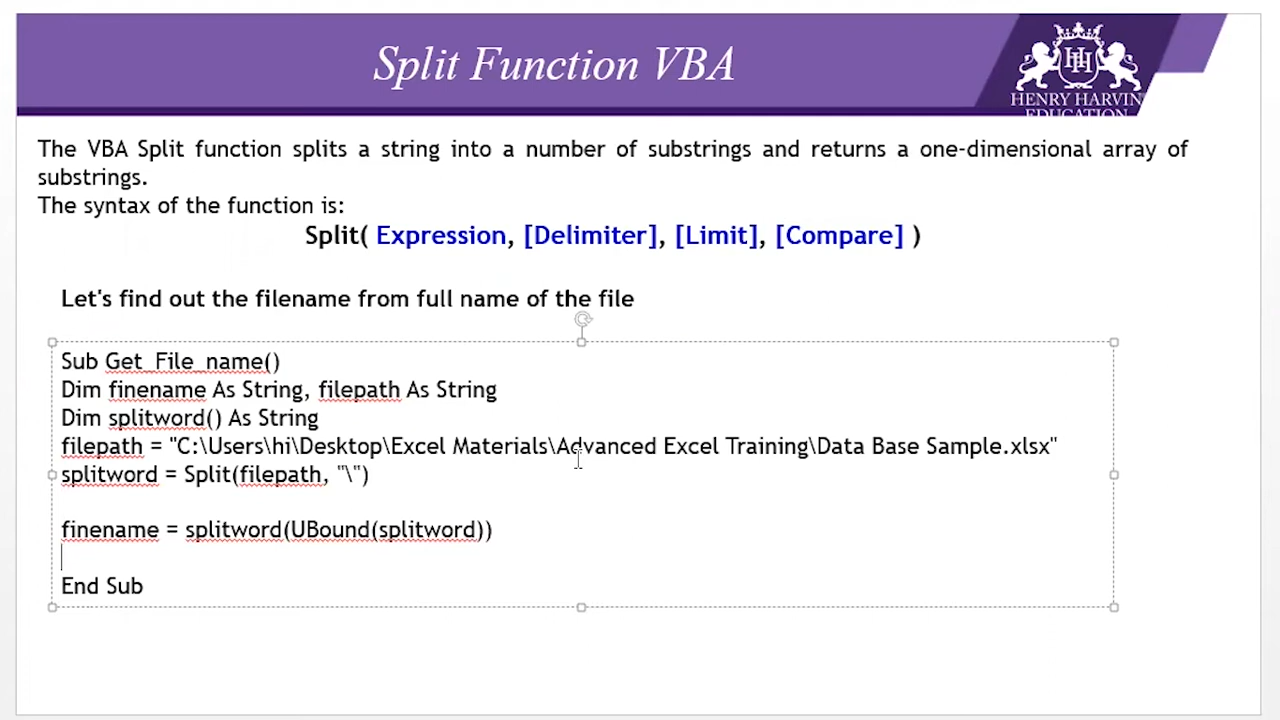 Split Function VBA
HENRY HARVIN
EDUCATION
The VBA Split function splits a string into a number of substrings and returns a one-dimensional array of
substrings.
The syntax of the function is:
Split( Expression, [Delimiter], [Limit], [Compare] )
Let's find out the filename from full name of the file
Sub Get_File_name()
Dim finename As String, filepath As String
Dim splitword() As String
filepath = "C:\Users\hi\Desktop\Excel Materials\Advanced Excel Training\Data Base Sample.xlsx"
splitword = Split(filepath, "\")
finename = splitword(UBound(splitword))
End Sub